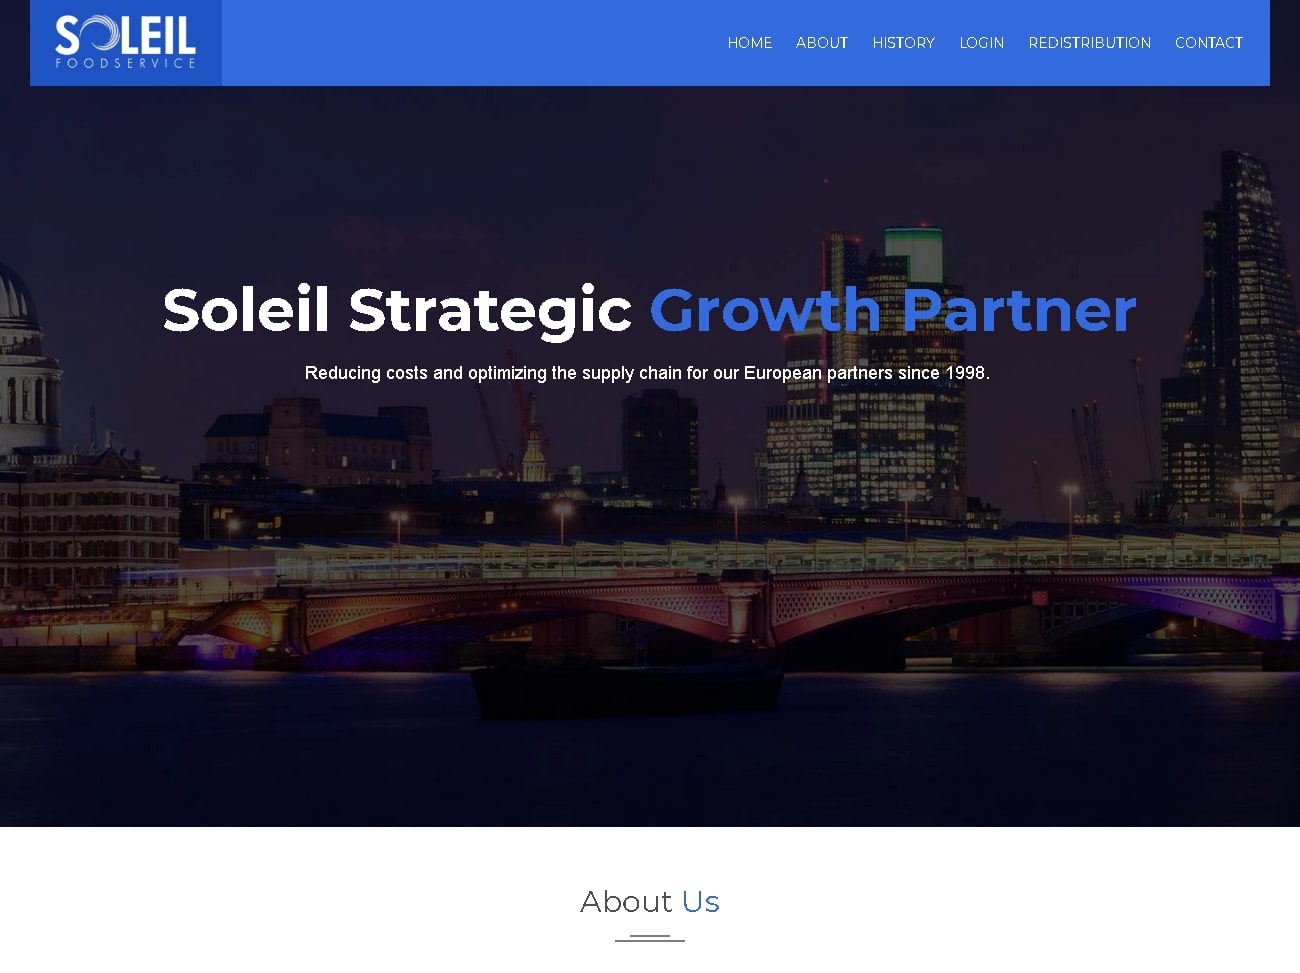 SOLEIL
FOODSERVICE
HOME ABOUT HISTORY LOGIN REDISTRIBUTION CONTACT
Soleil Strategic Growth Partner
Reducing costs and optimizing the supply chain for our European partners since 1998.
About Us